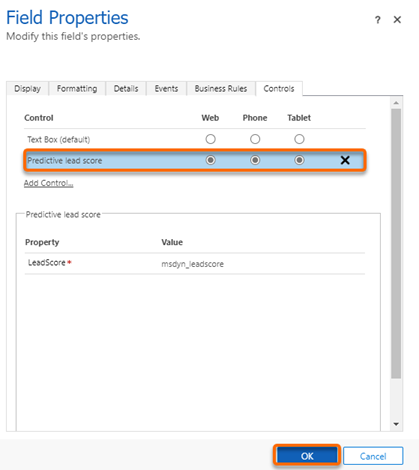 Field Properties
? ×
Modify this field's properties.
Display Formatting Details Events Business Rules Controls
Control Web Phone Tablet
Text Box (default)
Predictive lead score
Add Control...
Predictive lead score
Property Value
LeadScore* msdyn_leadscore
OK Cancel